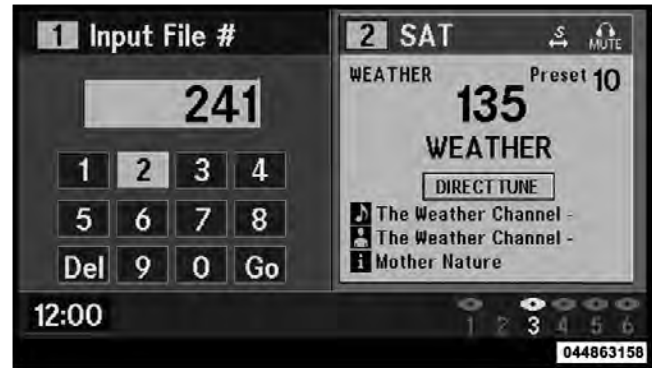 1 Input File #
241
1 2 3 4
5 6 7 8
Del 9 0 Go
2 SAT S MUTE
WEATHER Preset 10
135
WEATHER
DIRECT TUNE
The Weather Channel -
The Weather Channel -
i Mother Nature
12:00
1 2 3 4 5 6
044863158